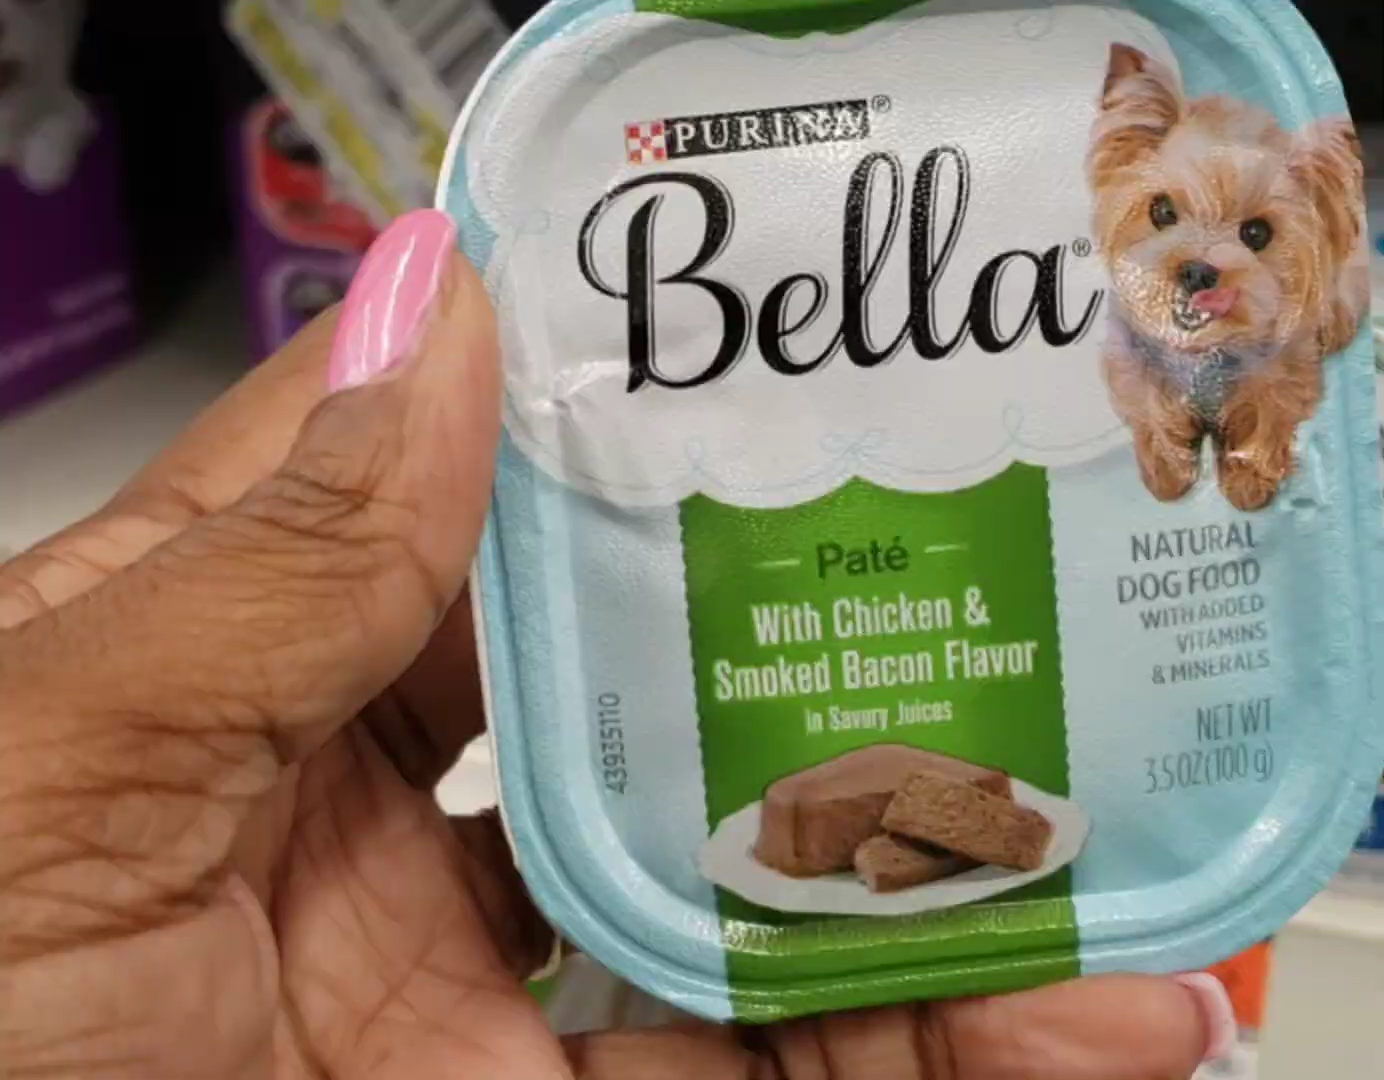 PURINA®
Bella®
Paté
With Chicken &
Smoked Bacon Flavor
in Savory Juices
NATURAL
DOG FOOD
WITH ADDED
VITAMINS
& MINERALS
NET WT
3.5 OZ (100 g)
43935110